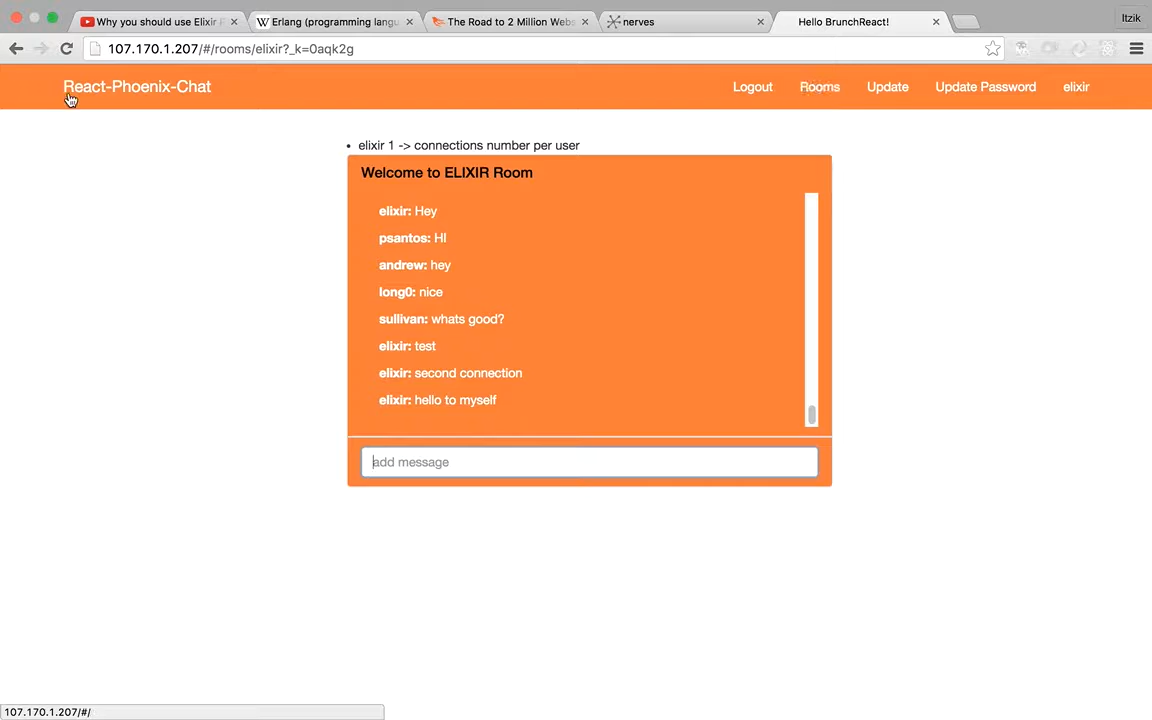 Why you should use Elixir P
Erlang (programming langu
The Road to 2 Million Webs
nerves
Hello BrunchReact!
Itzik
107.170.1.207/#/rooms/elixir?_k=0aqk2g
React-Phoenix-Chat
Logout
Rooms
Update
Update Password
elixir
elixir 1 -> connections number per user
Welcome to ELIXIR Room
elixir: Hey
psantos: HI
andrew: hey
long0: nice
sullivan: whats good?
elixir: test
elixir: second connection
elixir: hello to myself
add message
107.170.1.207/#/